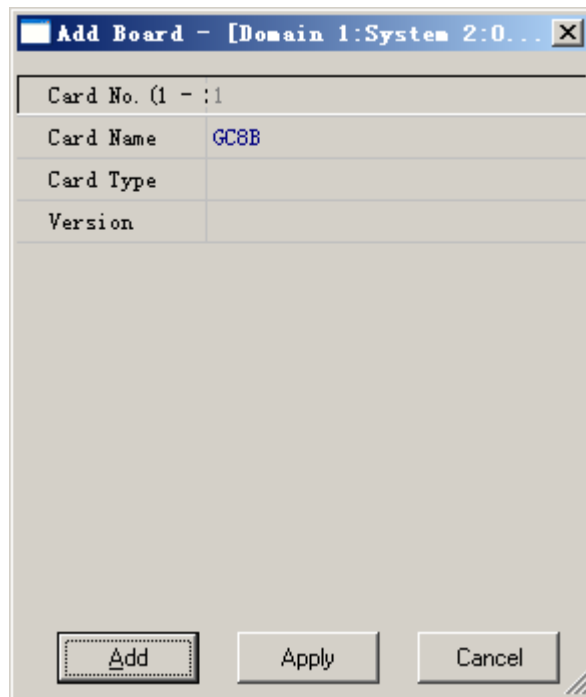 Add Board - [Domain 1:System 2:0...
Card No. (1 - : 1
Card Name GC8B
Card Type
Version
Add Apply Cancel